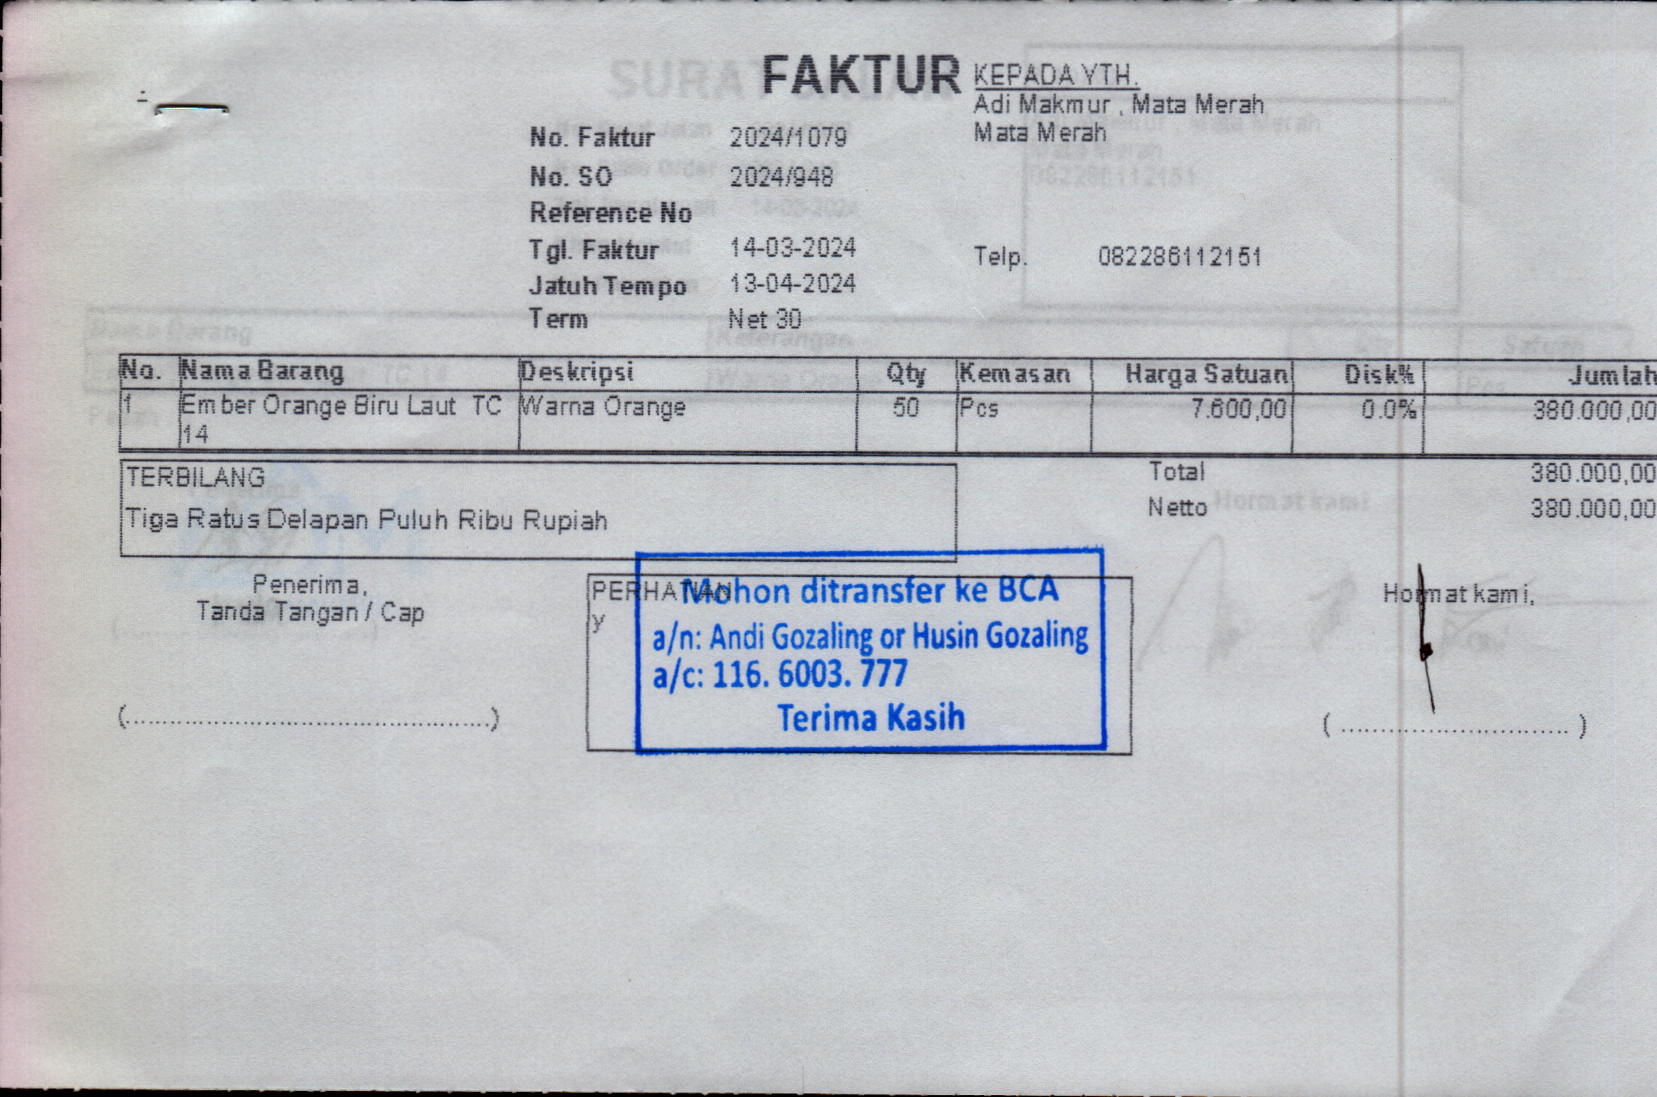 FAKTUR
KEPADA YTH.
Adi Makmur , Mata Merah
Mata Merah
No. Faktur 2024/1079
No. SO 2024/948
Reference No
Tgl. Faktur 14-03-2024
Telp. 082286112151
Jatuh Tempo 13-04-2024
Term Net 30
No. Nama Barang Deskripsi Qty Kemasan Harga Satuan Disk% Jumlah
1 Ember Orange Biru Laut TC Warna Orange 50 Pcs 7.600,00 0.0% 380.000,00
14
TERBILANG
Total 380.000,00
Tiga Ratus Delapan Puluh Ribu Rupiah
Netto 380.000,00
Penerima,
Tanda Tangan / Cap
PERHATIAN
y
Mohon ditransfer ke BCA
a/n: Andi Gozaling or Husin Gozaling
a/c: 116. 6003. 777
Terima Kasih
Hormat kami,
(................................................)
( .............................. )